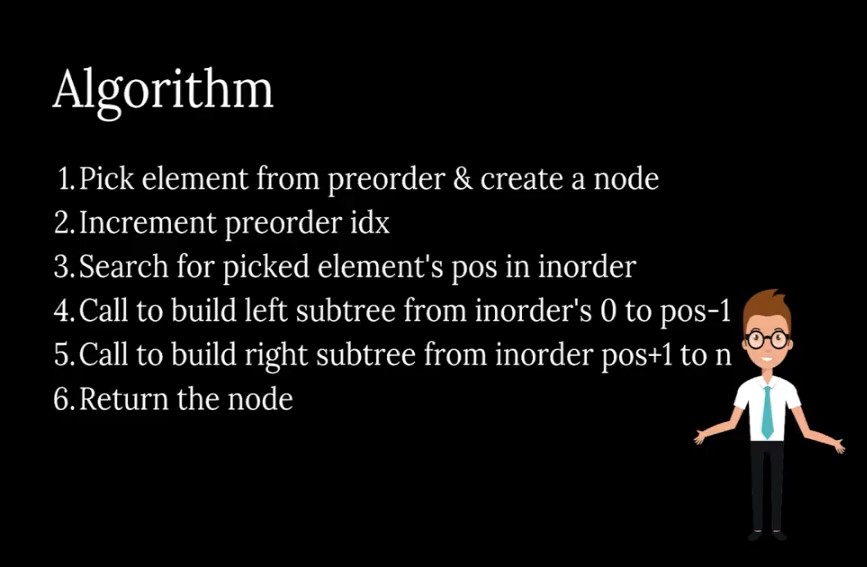 Algorithm
1. Pick element from preorder & create a node
2. Increment preorder idx
3. Search for picked element's pos in inorder
4. Call to build left subtree from inorder's 0 to pos-1
5. Call to build right subtree from inorder pos+1 to n
6. Return the node